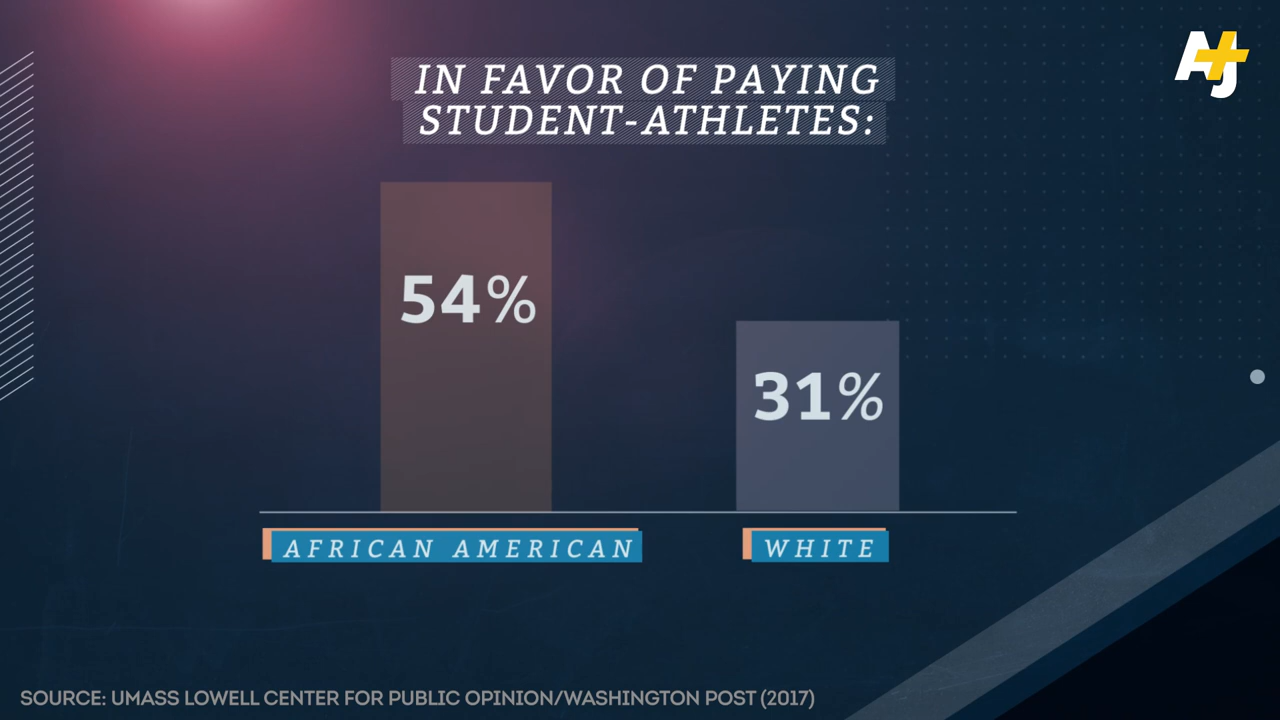 AJ+
IN FAVOR OF PAYING
STUDENT-ATHLETES:
54%
31%
AFRICAN AMERICAN
WHITE
SOURCE: UMASS LOWELL CENTER FOR PUBLIC OPINION/WASHINGTON POST (2017)